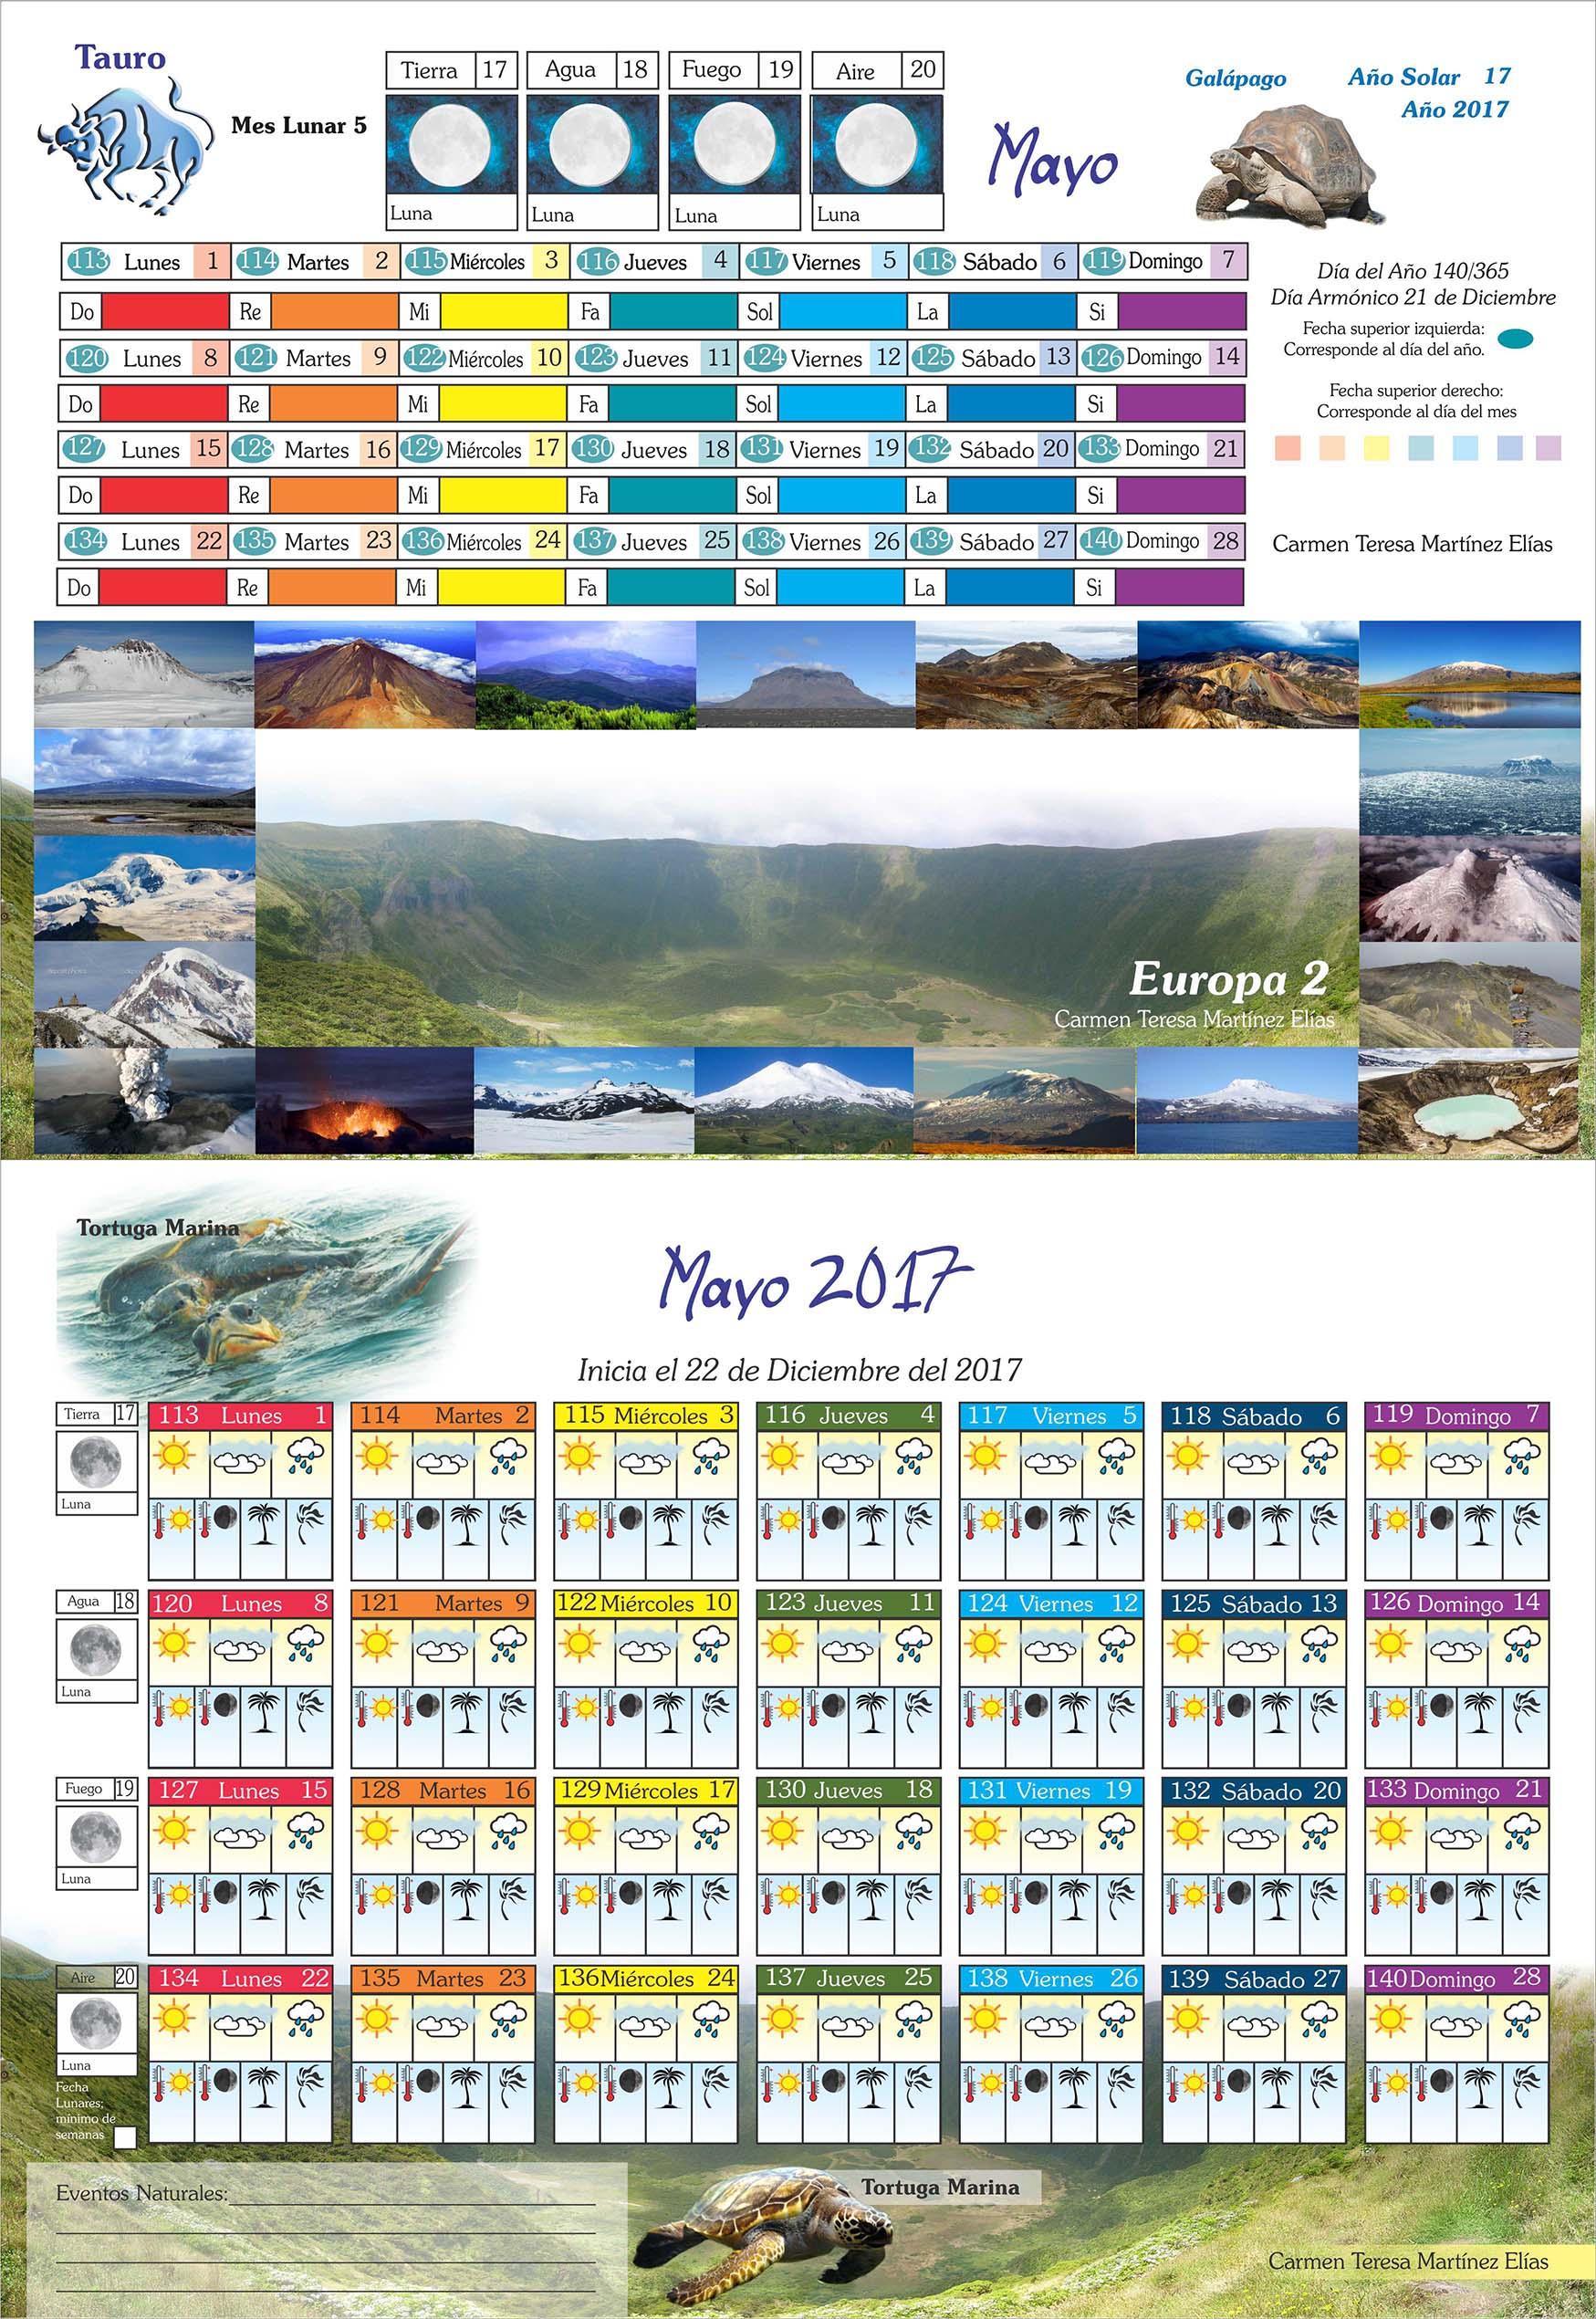 Tauro
Mes Lunar 5
Tierra 17 Agua 18 Fuego 19 Aire 20
Luna Luna Luna Luna
Mayo
Galápago Año Solar 17
Año 2017
113 Lunes 1 114 Martes 2 115 Miércoles 3 116 Jueves 4 117 Viernes 5 118 Sábado 6 119 Domingo 7
Do Re Mi Fa Sol La Si
120 Lunes 8 121 Martes 9 122 Miércoles 10 123 Jueves 11 124 Viernes 12 125 Sábado 13 126 Domingo 14
Do Re Mi Fa Sol La Si
127 Lunes 15 128 Martes 16 129 Miércoles 17 130 Jueves 18 131 Viernes 19 132 Sábado 20 133 Domingo 21
Do Re Mi Fa Sol La Si
134 Lunes 22 135 Martes 23 136 Miércoles 24 137 Jueves 25 138 Viernes 26 139 Sábado 27 140 Domingo 28
Do Re Mi Fa Sol La Si
Día del Año 140/365
Día Armónico 21 de Diciembre
Fecha superior izquierda:
Corresponde al día del año.
Fecha superior derecho:
Corresponde al día del mes
Carmen Teresa Martínez Elías
Europa 2
Carmen Teresa Martínez Elías
Tortuga Marina
Mayo 2017
Inicia el 22 de Diciembre del 2017
Tierra 17
Luna
113 Lunes 1 114 Martes 2 115 Miércoles 3 116 Jueves 4 117 Viernes 5 118 Sábado 6 119 Domingo 7
Agua 18
Luna
120 Lunes 8 121 Martes 9 122 Miércoles 10 123 Jueves 11 124 Viernes 12 125 Sábado 13 126 Domingo 14
Fuego 19
Luna
127 Lunes 15 128 Martes 16 129 Miércoles 17 130 Jueves 18 131 Viernes 19 132 Sábado 20 133 Domingo 21
Aire 20
Luna
134 Lunes 22 135 Martes 23 136 Miércoles 24 137 Jueves 25 138 Viernes 26 139 Sábado 27 140 Domingo 28
Fecha
Lunares;
mínimo de
semanas
Eventos Naturales:
Tortuga Marina
Carmen Teresa Martínez Elías